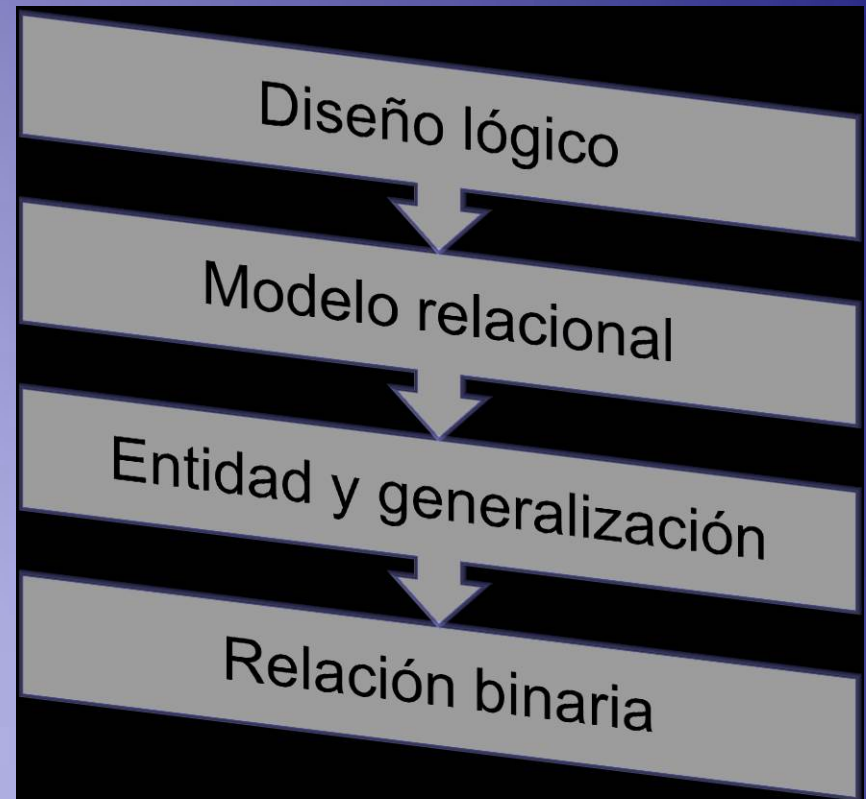 Diseño lógico
Modelo relacional
Entidad y generalización
Relación binaria